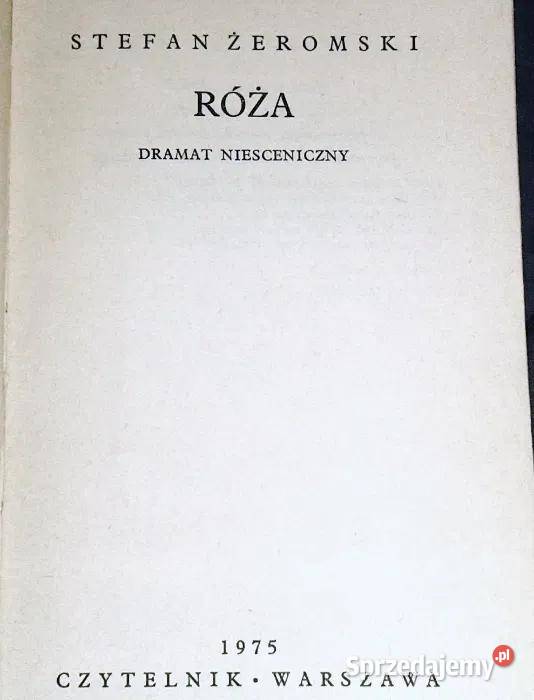 STEFAN ŻEROMSKI
RÓŻA
DRAMAT NIESCENICZNY
1975
CZYTELNIK · WARSZAWA
Sprzedajemy.pl